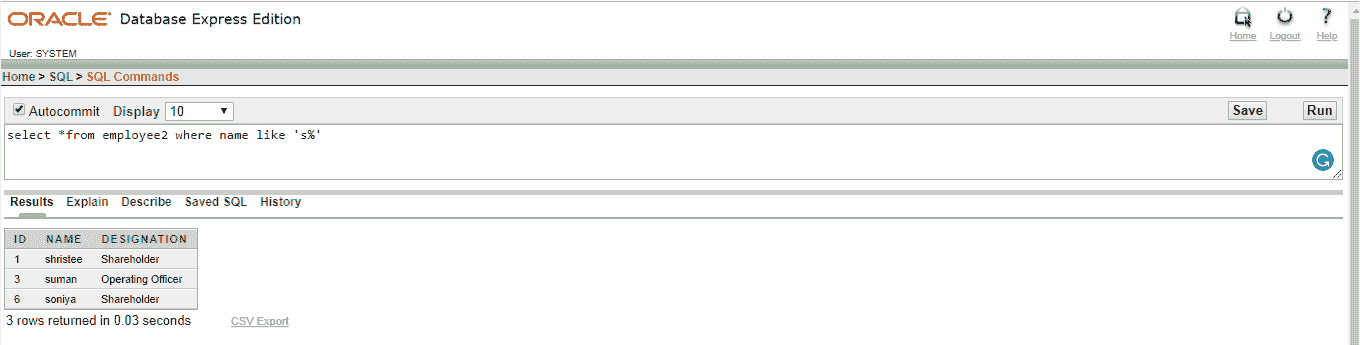 ORACLE Database Express Edition
Home Logout Help
User: SYSTEM
Home > SQL > SQL Commands
Autocommit Display 10 Save Run
select *from employee2 where name like 's%'
Results Explain Describe Saved SQL History
ID NAME DESIGNATION
1 shristee Shareholder
3 suman Operating Officer
6 soniya Shareholder
3 rows returned in 0.03 seconds CSV Export